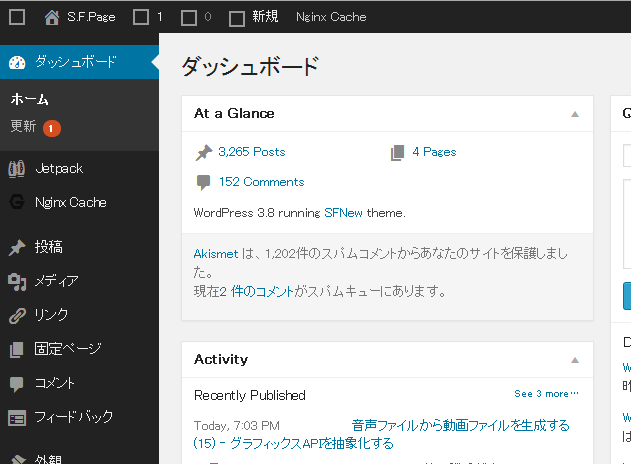 S.F.Page 1 0 新規 Nginx Cache
ダッシュボード
ホーム
更新 1
Jetpack
Nginx Cache
投稿
メディア
リンク
固定ページ
コメント
フィードバック
外観
ダッシュボード
At a Glance
3,265 Posts 4 Pages
152 Comments
WordPress 3.8 running SFNew theme.
Akismet は、1,202件のスパムコメントからあなたのサイトを保護しまし
た。
現在2 件のコメントがスパムキューにあります。
Activity
Recently Published See 3 more…
Today, 7:03 PM 音声ファイルから動画ファイルを生成する
(15) - グラフィックスAPIを抽象化する